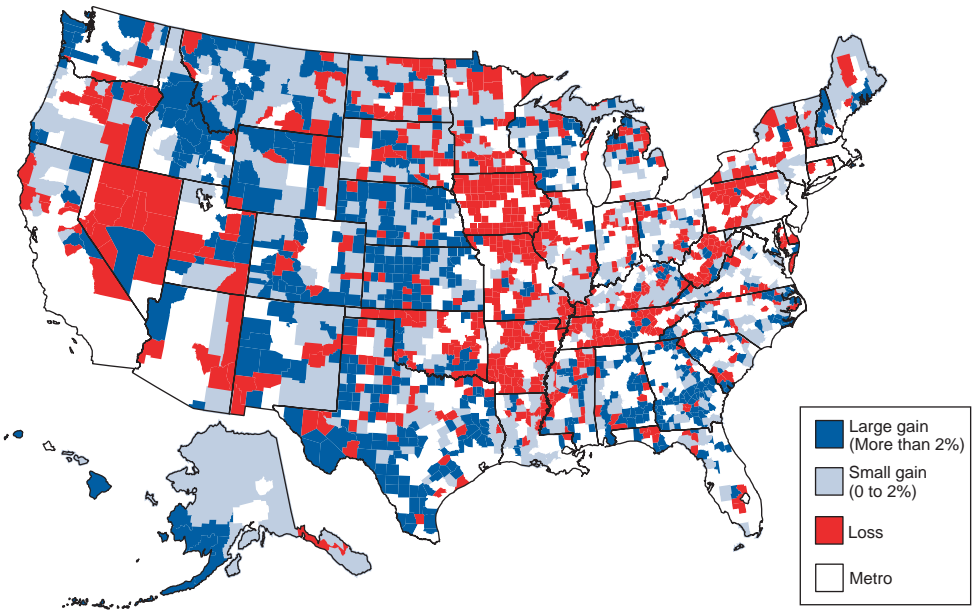 Large gain
(More than 2%)
Small gain
(0 to 2%)
Loss
Metro